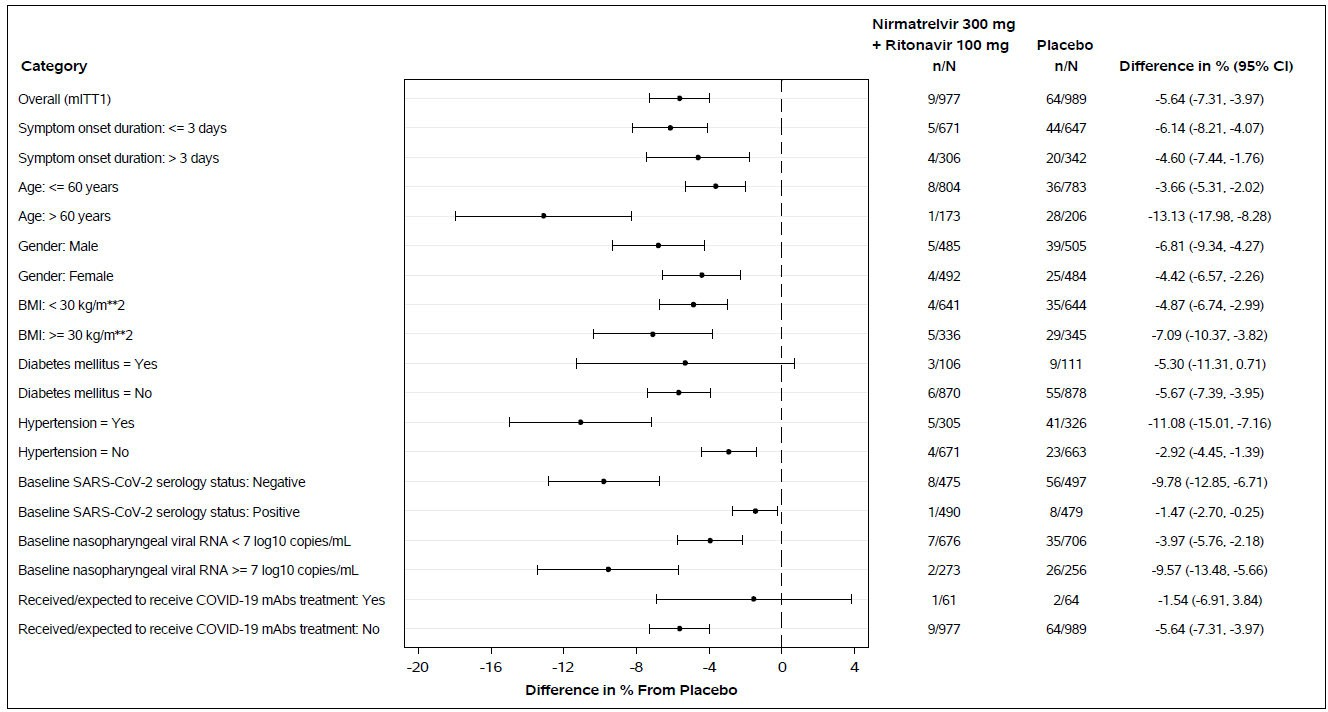 Nirmatrelvir 300 mg
+ Ritonavir 100 mg Placebo
Category n/N n/N Difference in % (95% CI)
Overall (mITT1) 9/977 64/989 -5.64 (-7.31, -3.97)
Symptom onset duration: <= 3 days 5/671 44/647 -6.14 (-8.21, -4.07)
Symptom onset duration: > 3 days 4/306 20/342 -4.60 (-7.44, -1.76)
Age: <= 60 years 8/804 36/783 -3.66 (-5.31, -2.02)
Age: > 60 years 1/173 28/206 -13.13 (-17.98, -8.28)
Gender: Male 5/485 39/505 -6.81 (-9.34, -4.27)
Gender: Female 4/492 25/484 -4.42 (-6.57, -2.26)
BMI: < 30 kg/m**2 4/641 35/644 -4.87 (-6.74, -2.99)
BMI: >= 30 kg/m**2 5/336 29/345 -7.09 (-10.37, -3.82)
Diabetes mellitus = Yes 3/106 9/111 -5.30 (-11.31, 0.71)
Diabetes mellitus = No 6/870 55/878 -5.67 (-7.39, -3.95)
Hypertension = Yes 5/305 41/326 -11.08 (-15.01, -7.16)
Hypertension = No 4/671 23/663 -2.92 (-4.45, -1.39)
Baseline SARS-CoV-2 serology status: Negative 8/475 56/497 -9.78 (-12.85, -6.71)
Baseline SARS-CoV-2 serology status: Positive 1/490 8/479 -1.47 (-2.70, -0.25)
Baseline nasopharyngeal viral RNA < 7 log10 copies/mL 7/676 35/706 -3.97 (-5.76, -2.18)
Baseline nasopharyngeal viral RNA >= 7 log10 copies/mL 2/273 26/256 -9.57 (-13.48, -5.66)
Received/expected to receive COVID-19 mAbs treatment: Yes 1/61 2/64 -1.54 (-6.91, 3.84)
Received/expected to receive COVID-19 mAbs treatment: No 9/977 64/989 -5.64 (-7.31, -3.97)
-20 -16 -12 -8 -4 0 4
Difference in % From Placebo